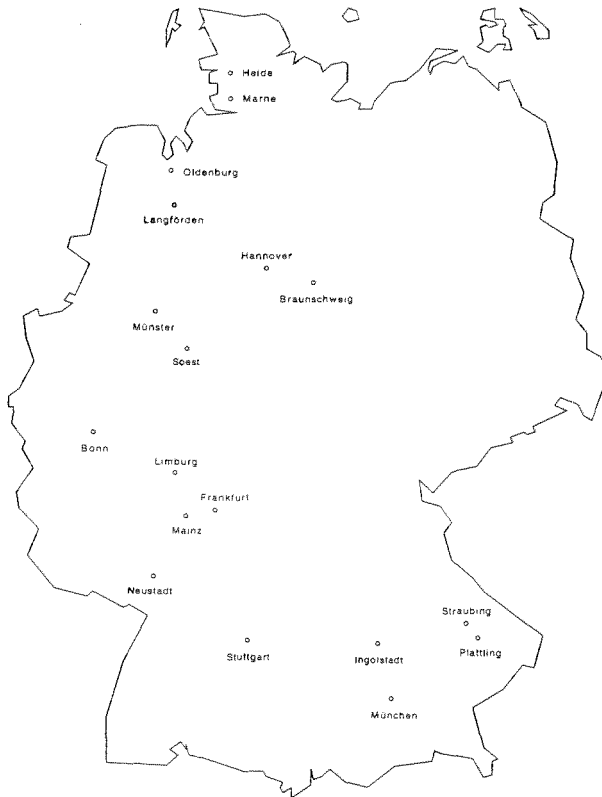 Heide
Marne
Oldenburg
Langförden
Hannover
Braunschweig
Münster
Soest
Bonn
Limburg
Frankfurt
Mainz
Neustadt
Straubing
Stuttgart
Ingolstadt
Plattling
München